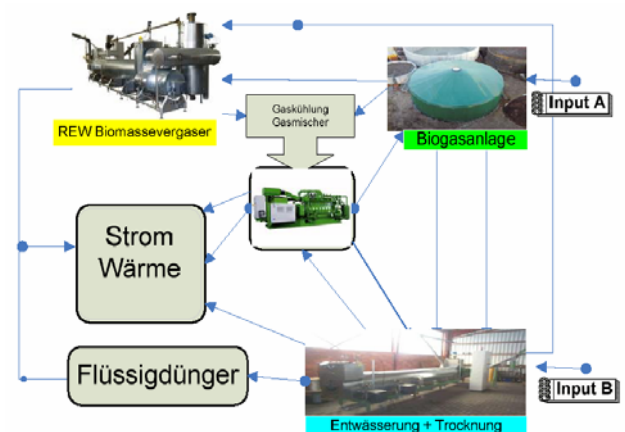 REW Biomassevergaser
Gaskühlung
Gasmischer
Input A
Biogasanlage
Strom
Wärme
Flüssigdünger
Input B
Entwässerung + Trocknung